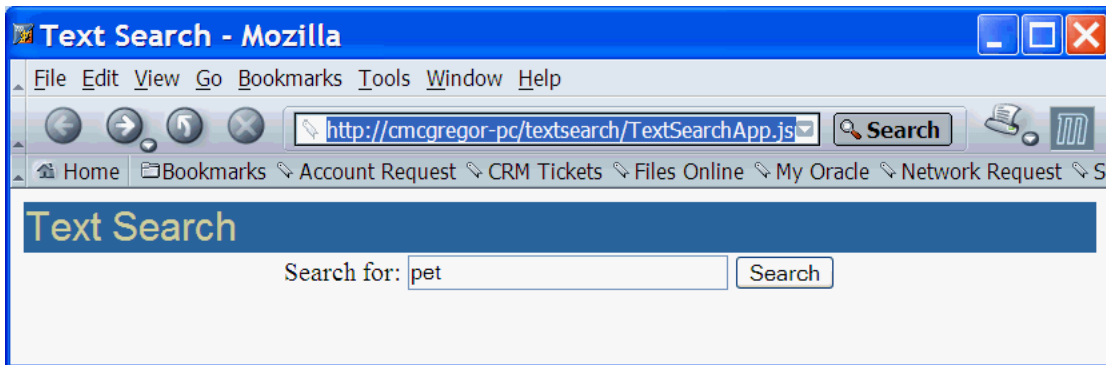 Text Search - Mozilla
File Edit View Go Bookmarks Tools Window Help
http://cmcgregor-pc/textsearch/TextSearchApp.js Search
Home Bookmarks Account Request CRM Tickets Files Online My Oracle Network Request S
Text Search
Search for: pet Search